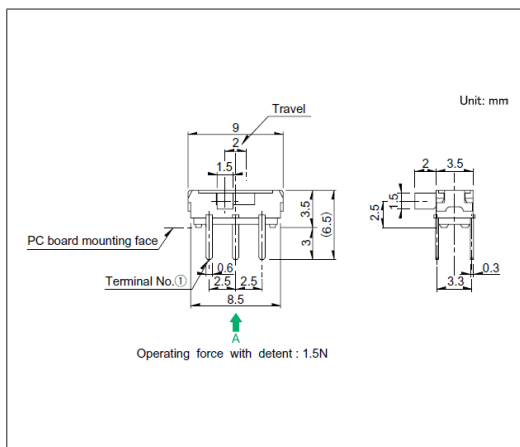 Unit: mm
Travel
9
2
1.5
2
3.5
1.5
2.5
3.5
(6.5)
3
PC board mounting face
Terminal No.①
0.6
2.5
2.5
8.5
0.3
3.3
A
Operating force with detent : 1.5N